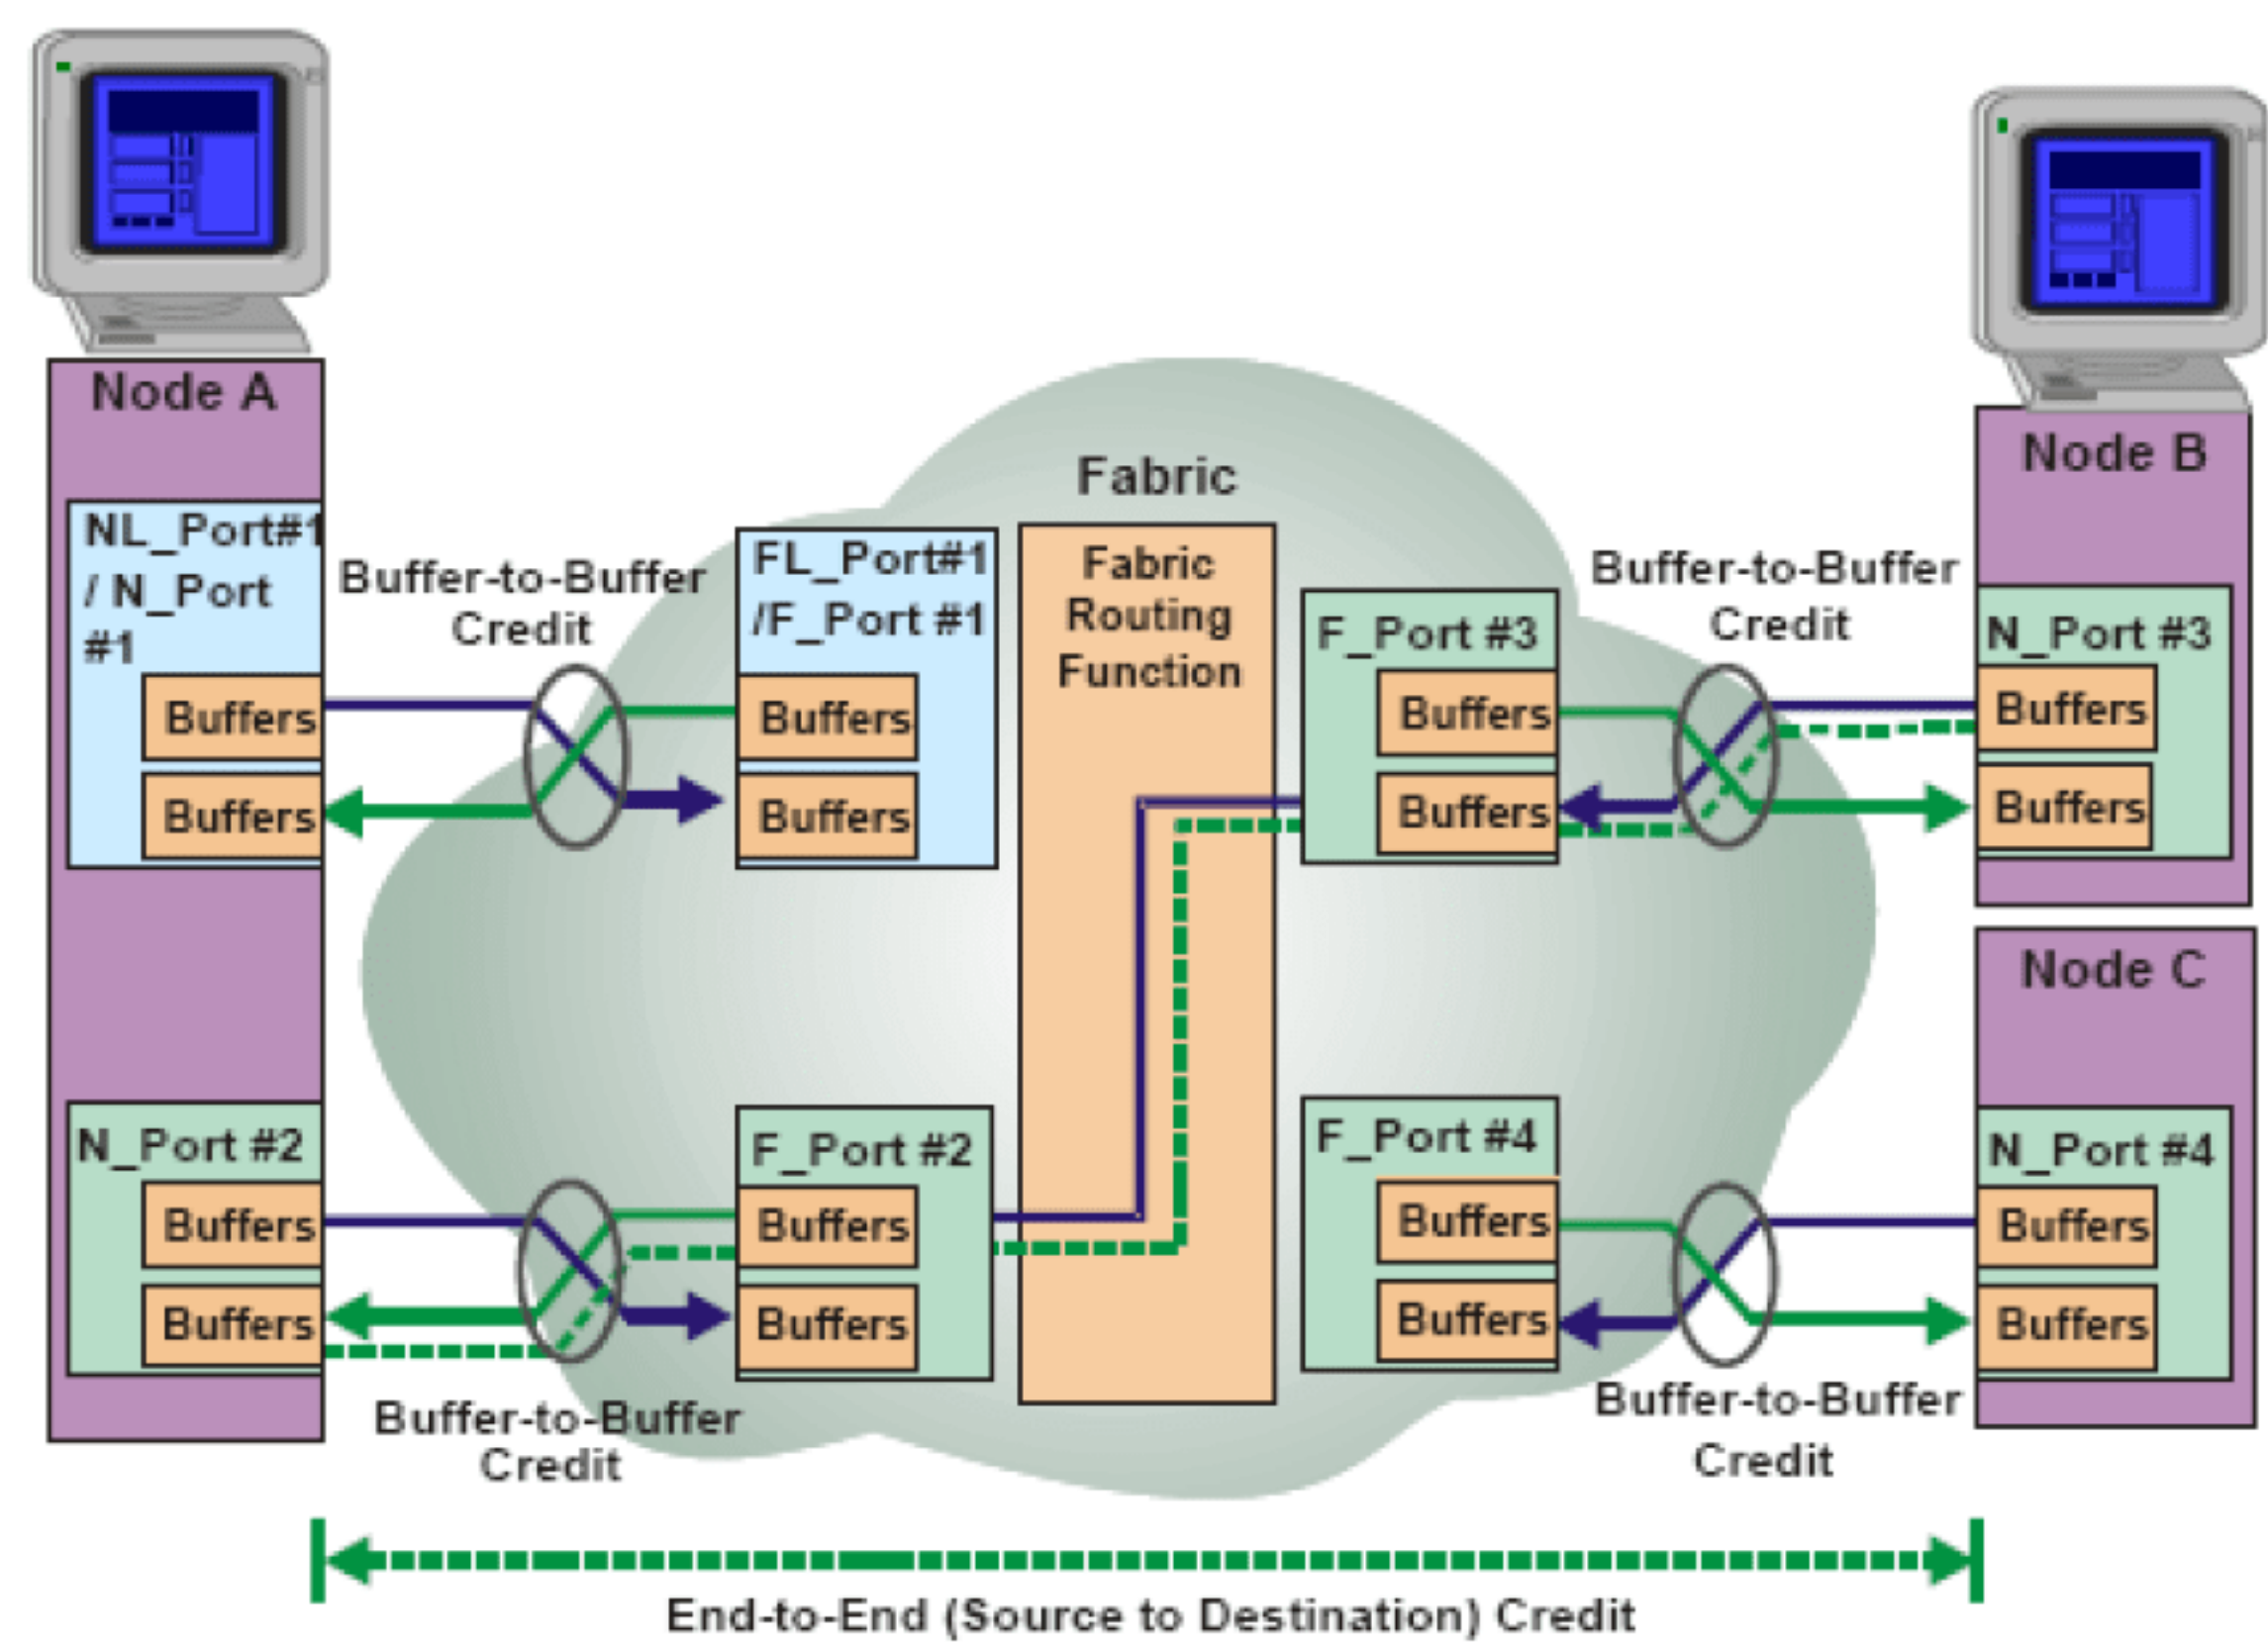 Node A
NL_Port#1
/ N_Port
#1
Buffers
Buffers
N_Port #2
Buffers
Buffers
Buffer-to-Buffer
Credit
Buffer-to-Buffer
Credit
Fabric
FL_Port#1
/F_Port #1
Buffers
Buffers
F_Port #2
Buffers
Buffers
Fabric
Routing
Function
F_Port #3
Buffers
Buffers
F_Port #4
Buffers
Buffers
Buffer-to-Buffer
Credit
Buffer-to-Buffer
Credit
Node B
N_Port #3
Buffers
Buffers
Node C
N_Port #4
Buffers
Buffers
End-to-End (Source to Destination) Credit